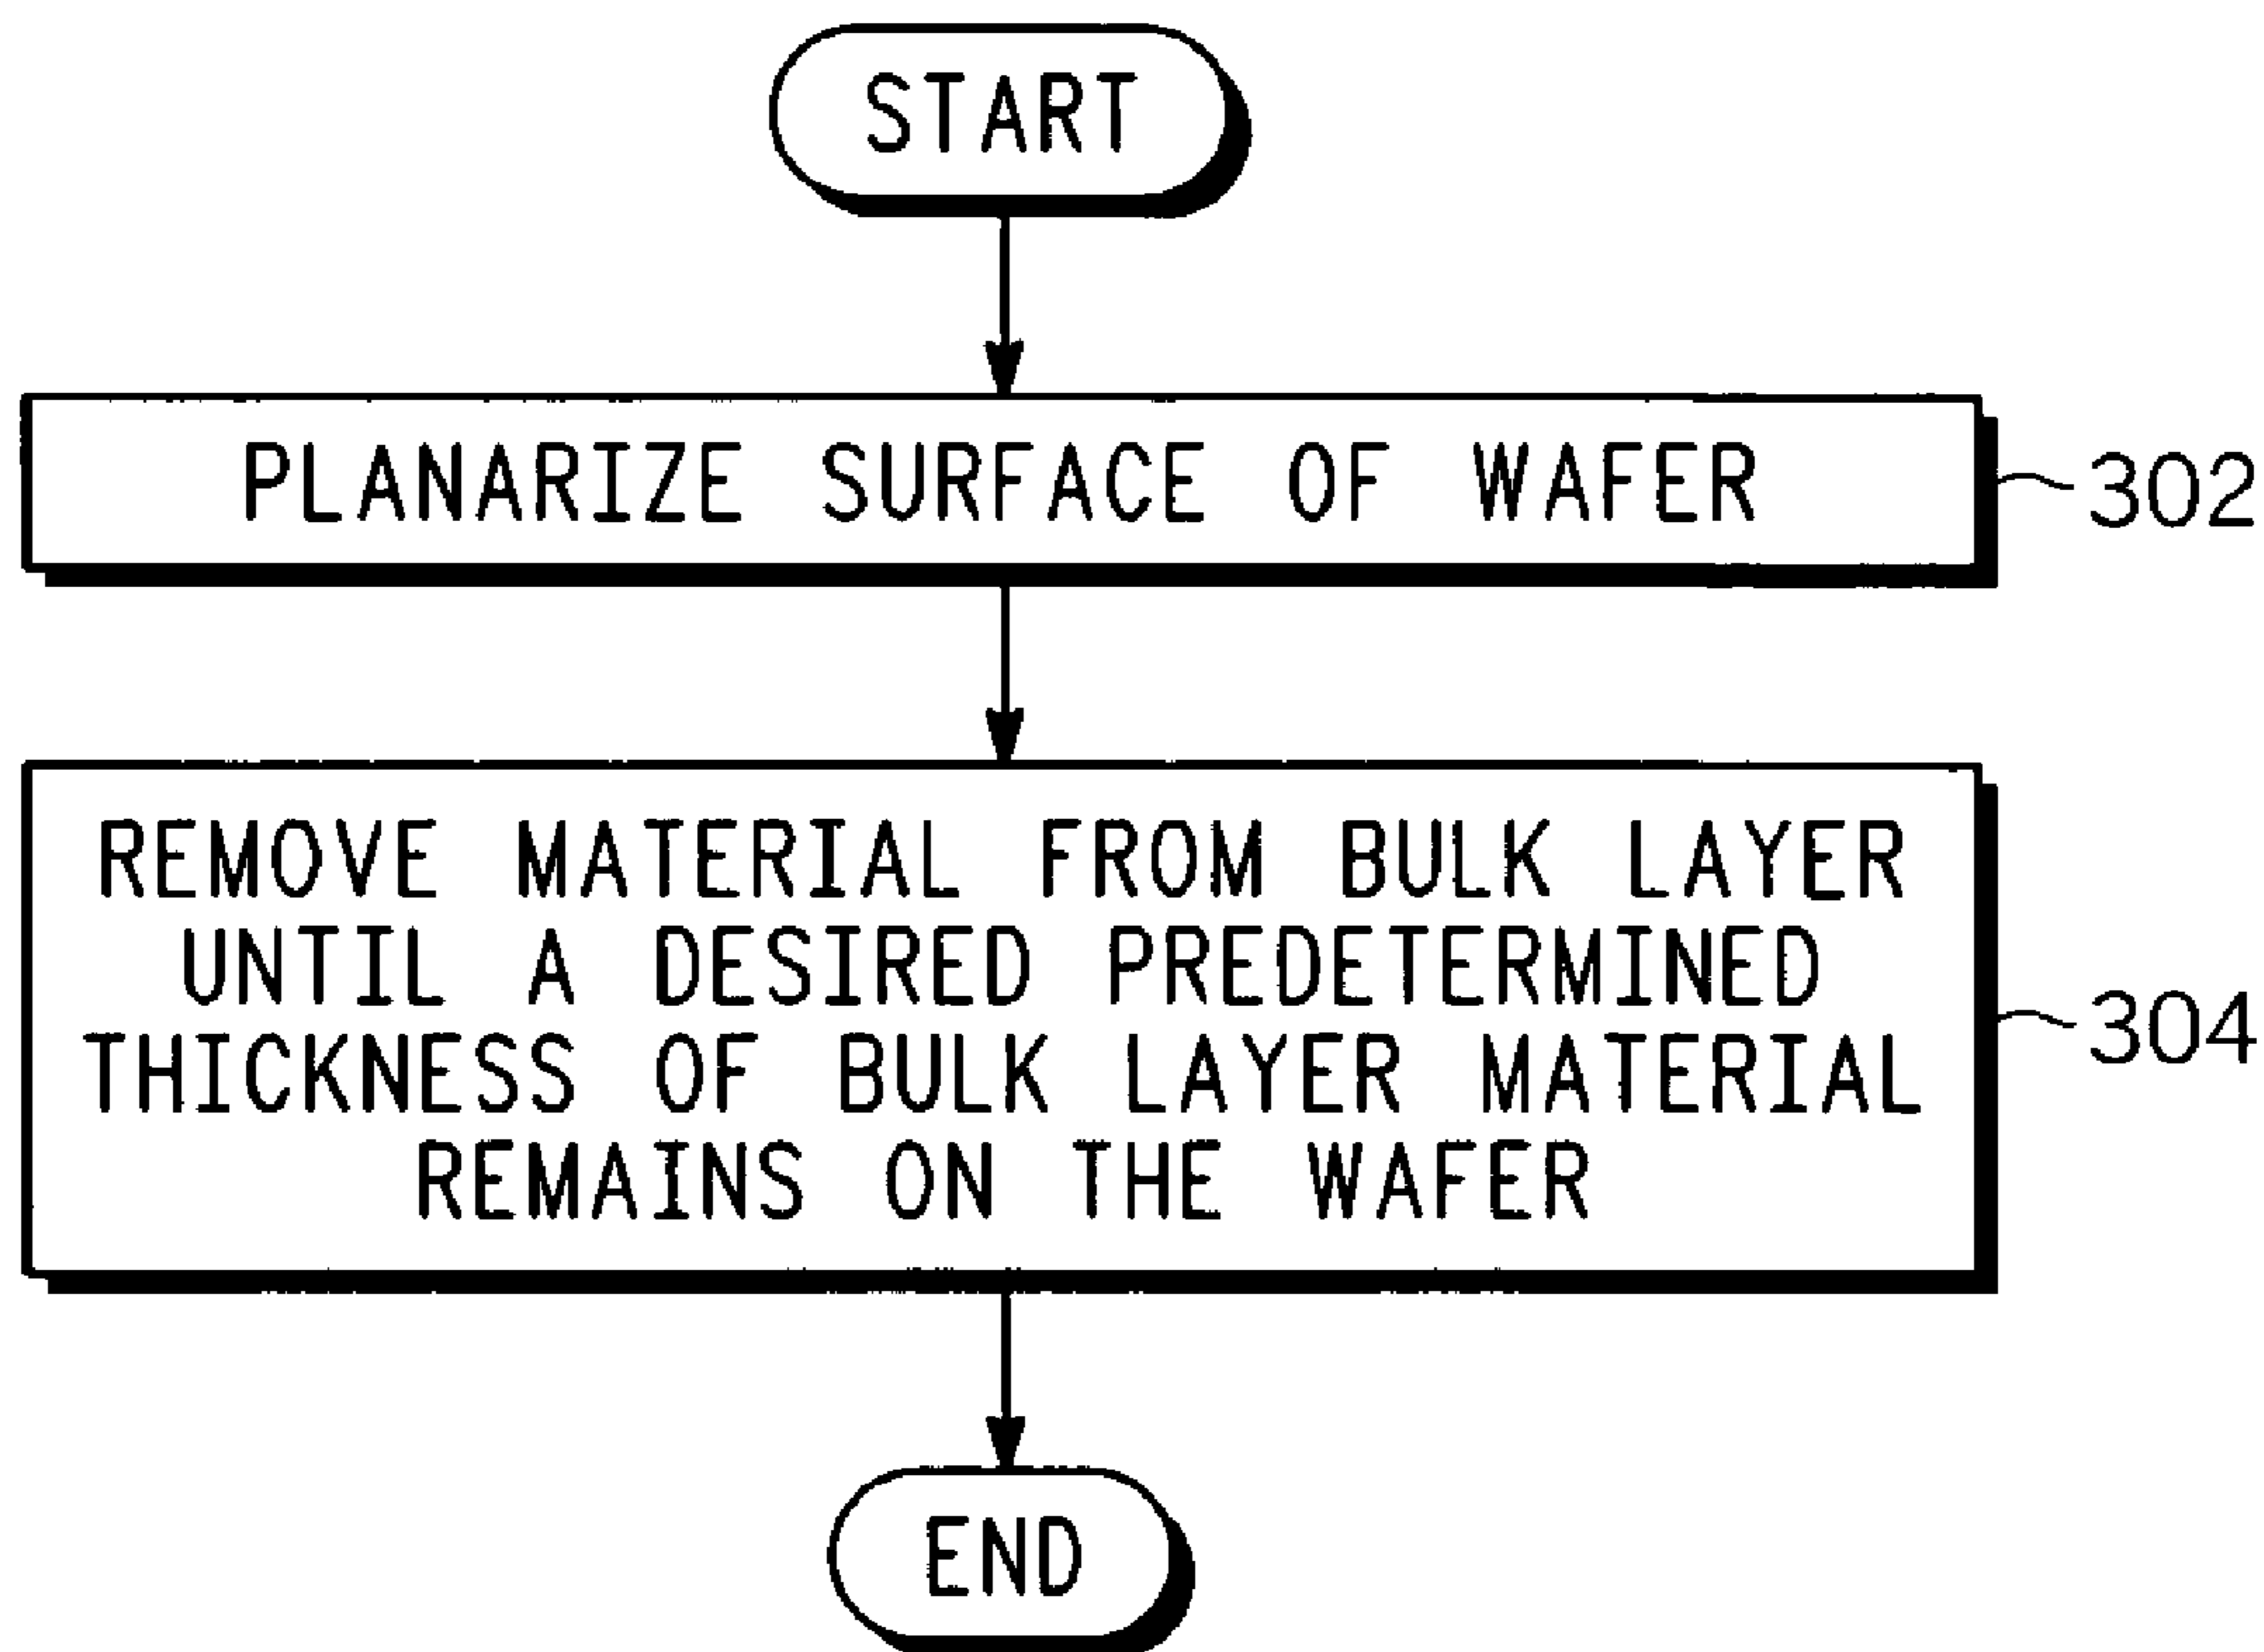 START
PLANARIZE SURFACE OF WAFER
302
REMOVE MATERIAL FROM BULK LAYER
UNTIL A DESIRED PREDETERMINED
THICKNESS OF BULK LAYER MATERIAL
REMAINS ON THE WAFER
304
END